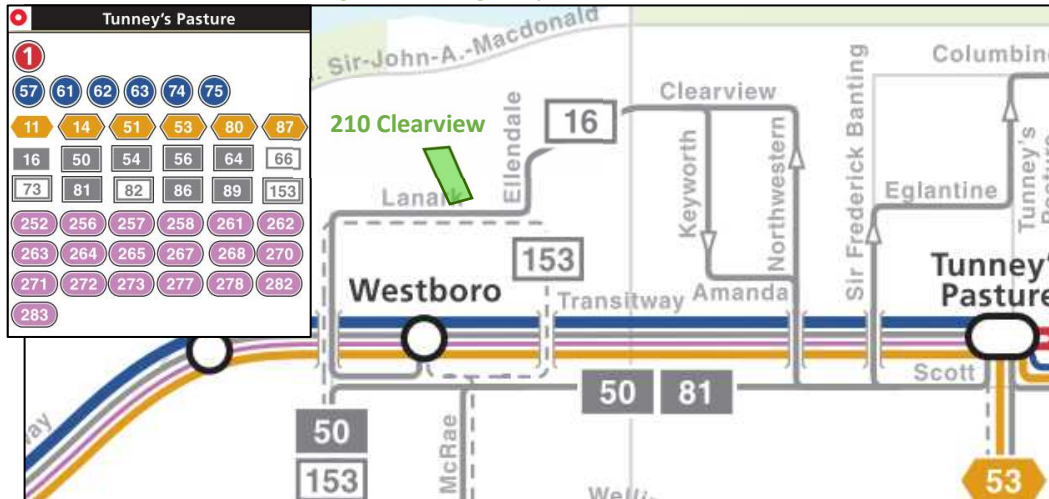 Tunney's Pasture
1
57 61 62 63 74 75
11 14 51 53 80 87
16 50 54 56 64 66
73 81 82 86 89 153
252 256 257 258 261 262
263 264 265 267 268 270
271 272 273 277 278 282
283
Sir-John-A.-Macdonald
210 Clearview
Ellendale
16
Clearview
Keyworth
Northwestern
Sir Frederick Banting
Columbine
Eglantine
Tunney's
Lanark
153
Westboro
Transitway
Amanda
Tunney'
Pasture
Scott
50 81
50
153
McRae
53